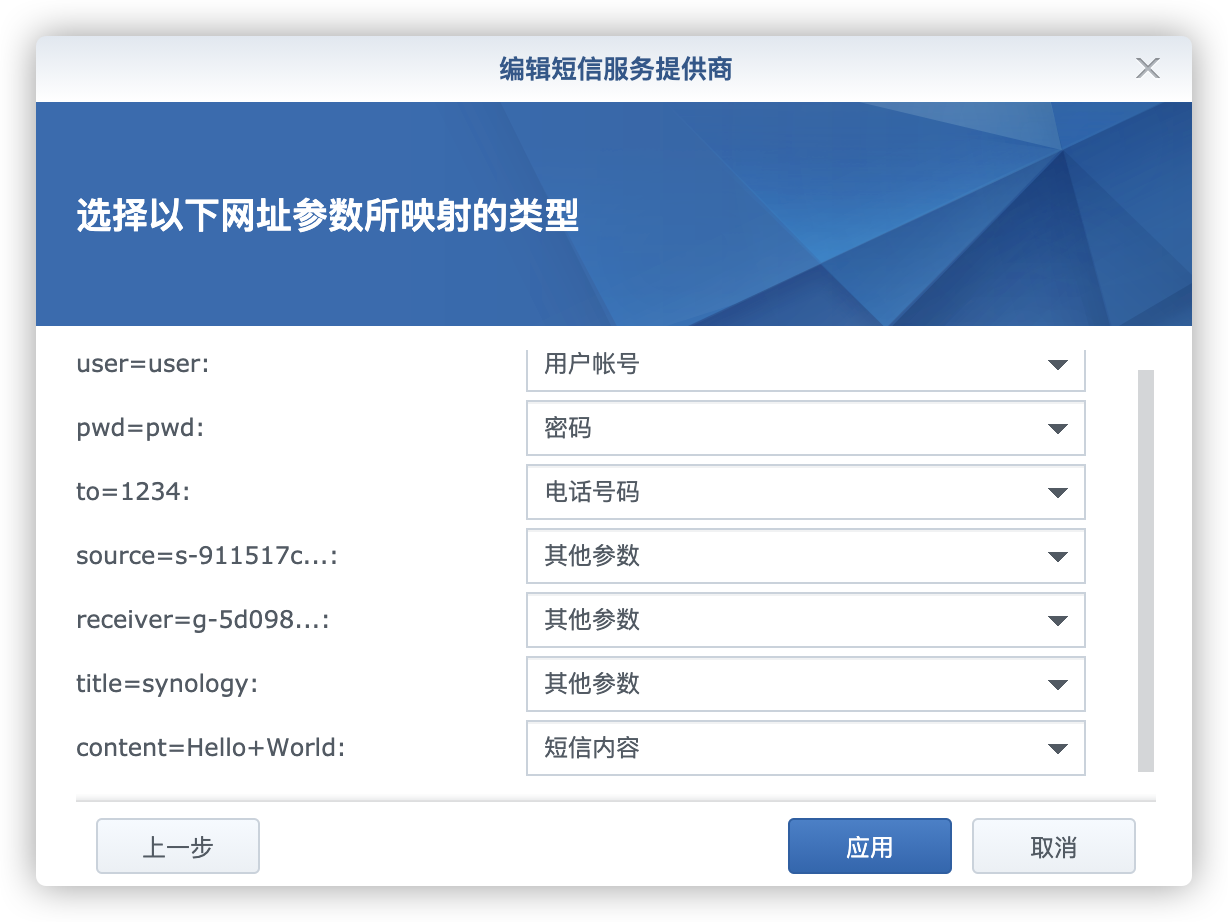 编辑短信服务提供商
选择以下网址参数所映射的类型
user=user: 用户帐号
pwd=pwd: 密码
to=1234: 电话号码
source=s-911517c...: 其他参数
receiver=g-5d098...: 其他参数
title=synology: 其他参数
content=Hello+World: 短信内容
上一步 应用 取消